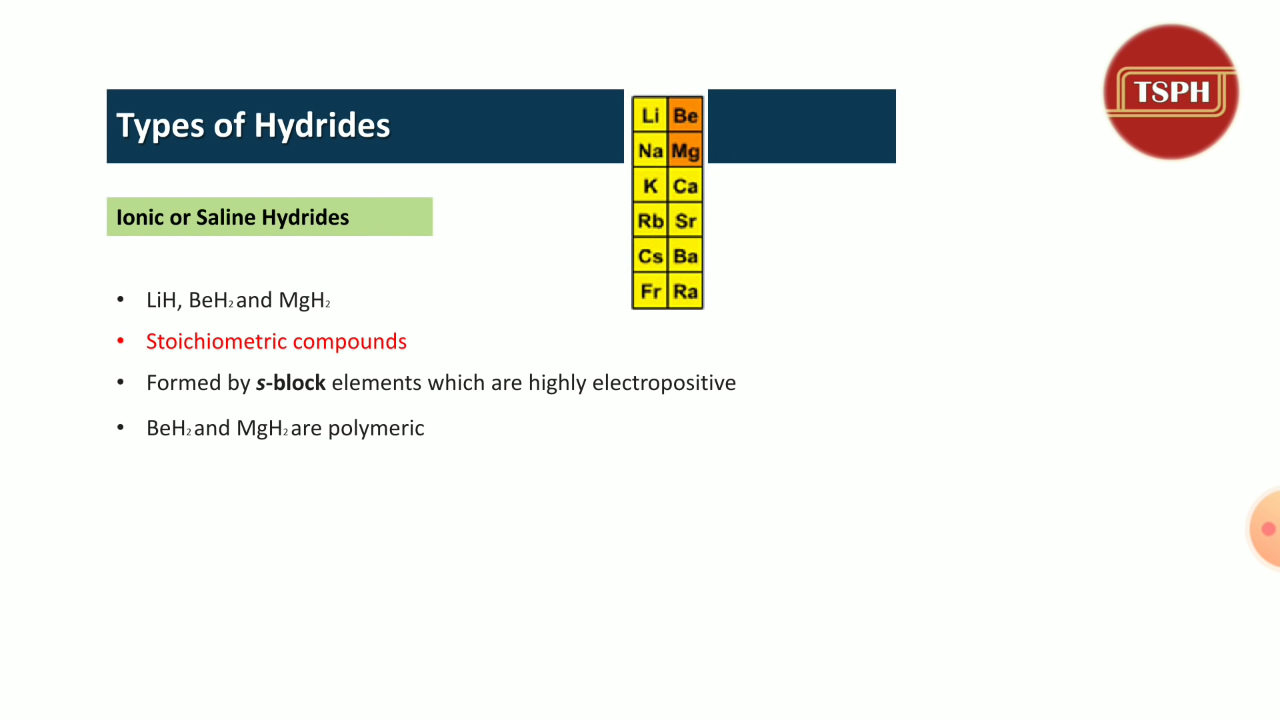 TSPH
Types of Hydrides
Li Be
Na Mg
K Ca
Rb Sr
Cs Ba
Fr Ra
Ionic or Saline Hydrides
• LiH, BeH₂ and MgH₂
• Stoichiometric compounds
• Formed by s-block elements which are highly electropositive
• BeH₂ and MgH₂ are polymeric